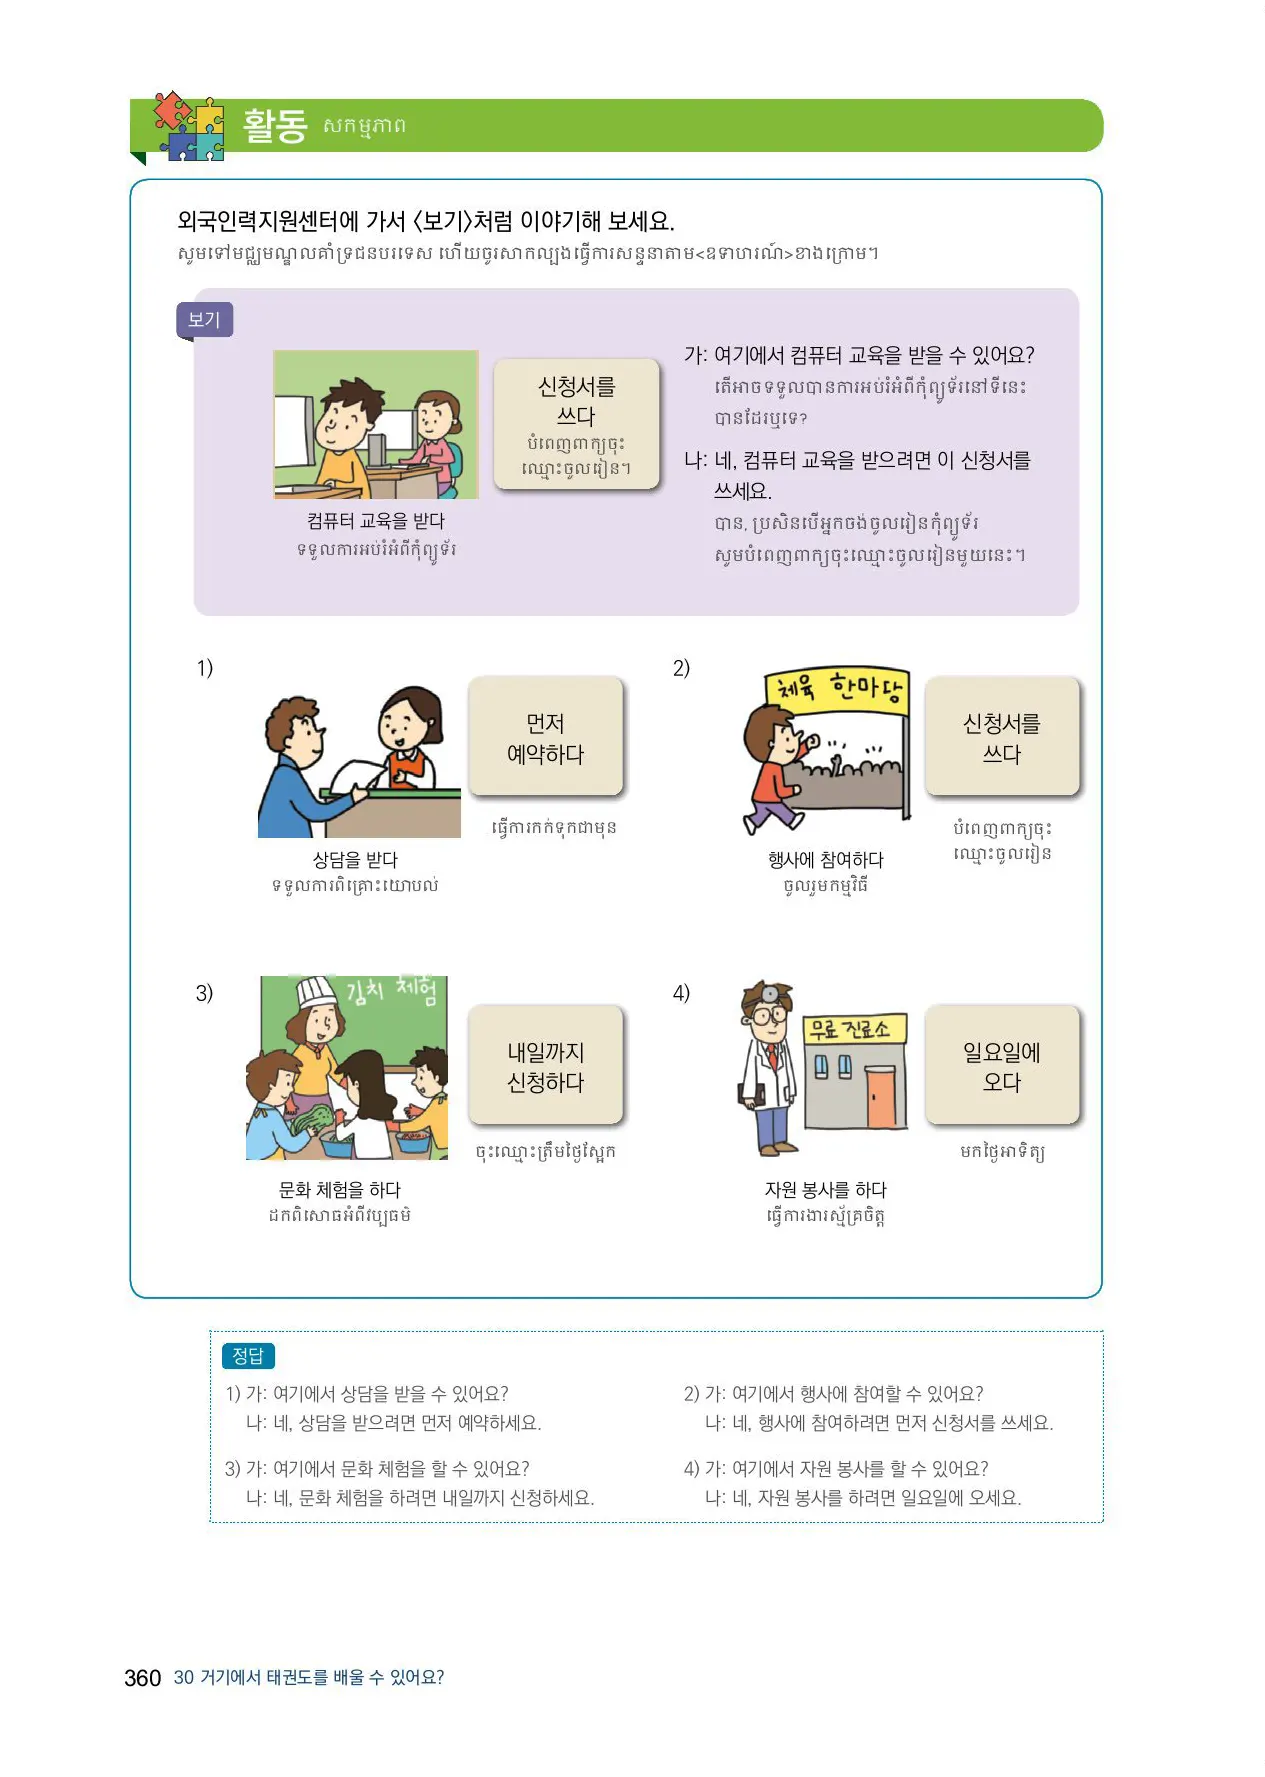 활동 សកម្មភាព
외국인력지원센터에 가서 <보기>처럼 이야기해 보세요.
សូមទៅមជ្ឈមណ្ឌលគាំទ្រជនបរទេស ហើយចូរសាកល្បងធ្វើការសន្ទនាតាម<ឧទាហរណ៍>ខាងក្រោម។
보기
신청서를
쓰다
បំពេញពាក្យចុះ
ឈ្មោះចូលរៀន។
컴퓨터 교육을 받다
ទទួលការអប់រំអំពីកុំព្យូទ័រ
가: 여기에서 컴퓨터 교육을 받을 수 있어요?
តើអាចទទួលបានការអប់រំអំពីកុំព្យូទ័រនៅទីនេះ
បានដែរឬទេ?
나: 네, 컴퓨터 교육을 받으려면 이 신청서를
쓰세요.
បាន, ប្រសិនបើអ្នកចង់ចូលរៀនកុំព្យូទ័រ
សូមបំពេញពាក្យចុះឈ្មោះចូលរៀនមួយនេះ។
1)
먼저
예약하다
ធ្វើការកក់ទុកជាមុន
상담을 받다
ទទួលការពិគ្រោះយោបល់
2)
체육 한마당
신청서를
쓰다
បំពេញពាក្យចុះ
ឈ្មោះចូលរៀន
행사에 참여하다
ចូលរួមកម្មវិធី
3)
김치 체험
내일까지
신청하다
ចុះឈ្មោះត្រឹមថ្ងៃស្អែក
문화 체험을 하다
ដកពិសោធអំពីវប្បធម៌
4)
무료 진료소
일요일에
오다
មកថ្ងៃអាទិត្យ
자원 봉사를 하다
ធ្វើការងារស្ម័គ្រចិត្ត
정답
1) 가: 여기에서 상담을 받을 수 있어요?
나: 네, 상담을 받으려면 먼저 예약하세요.
2) 가: 여기에서 행사에 참여할 수 있어요?
나: 네, 행사에 참여하려면 먼저 신청서를 쓰세요.
3) 가: 여기에서 문화 체험을 할 수 있어요?
나: 네, 문화 체험을 하려면 내일까지 신청하세요.
4) 가: 여기에서 자원 봉사를 할 수 있어요?
나: 네, 자원 봉사를 하려면 일요일에 오세요.
360 30 거기에서 태권도를 배울 수 있어요?